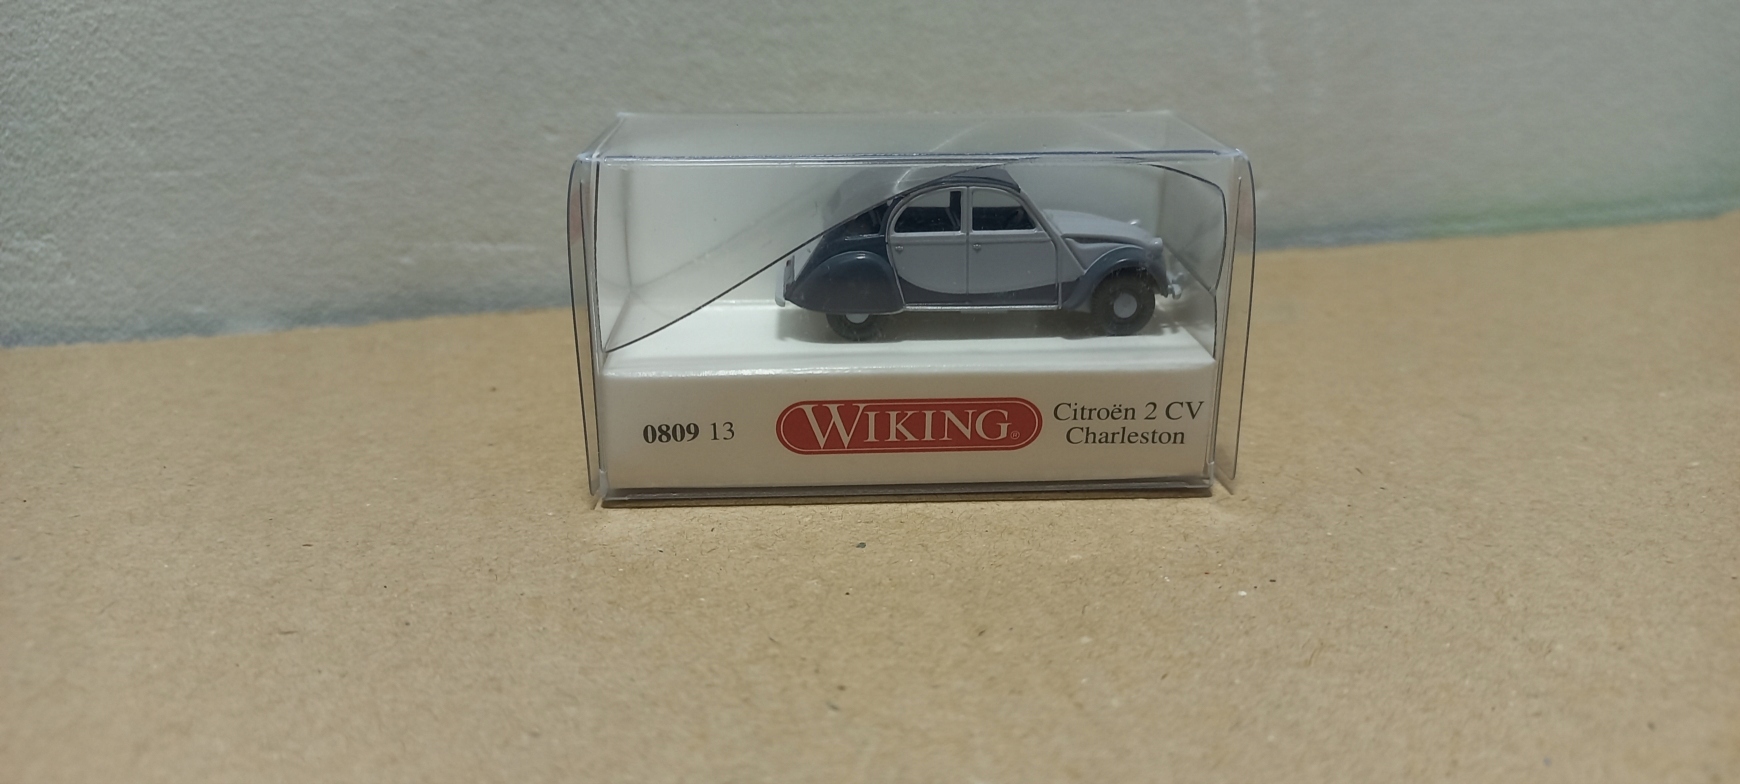 0809 13
WIKING®
Citroën 2 CV
Charleston